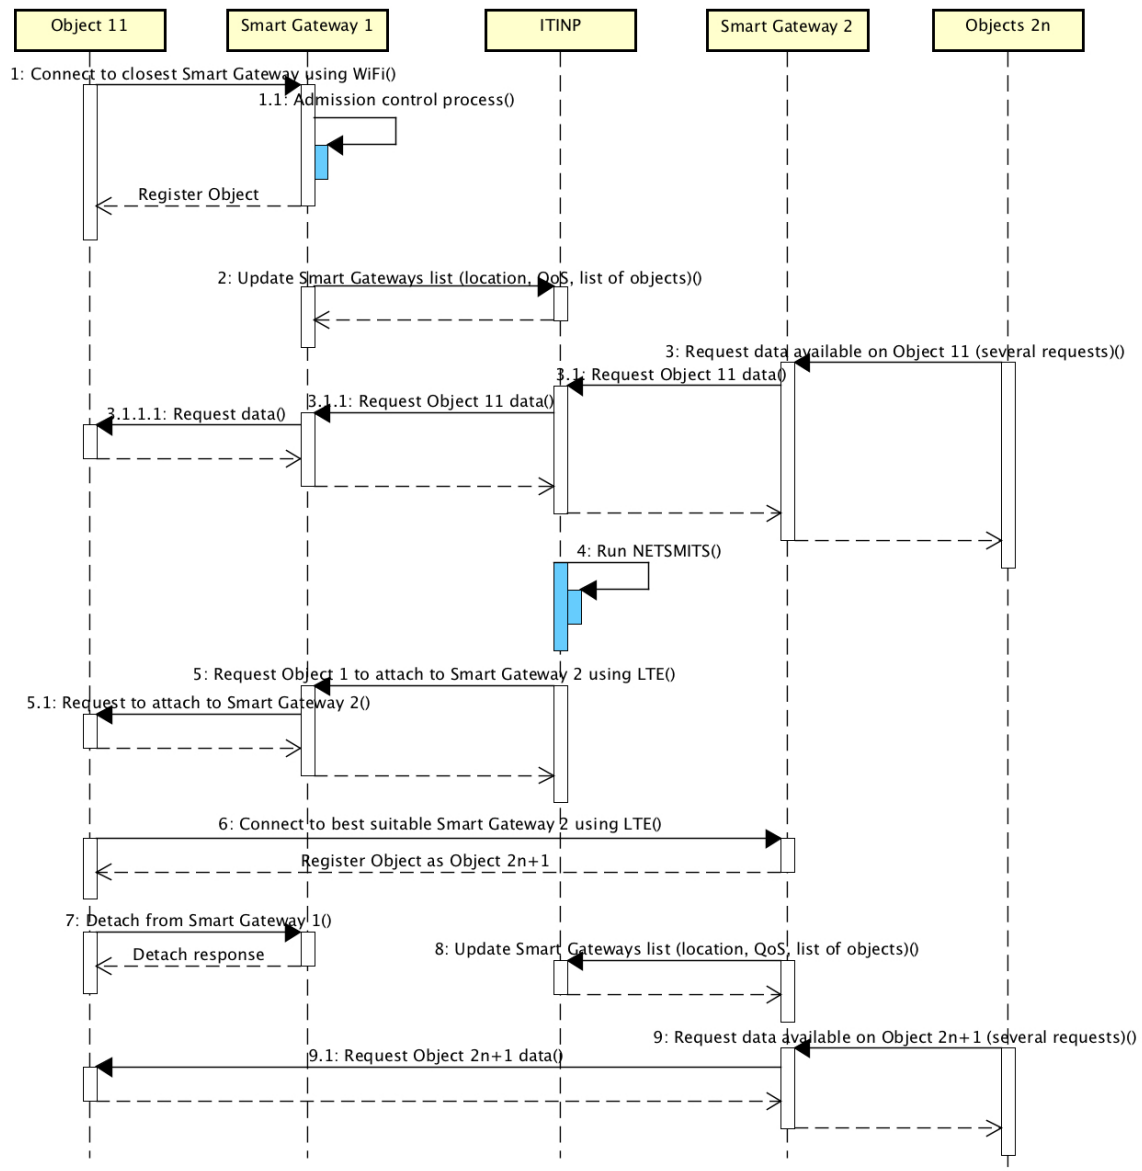 Object 11
Smart Gateway 1
ITINP
Smart Gateway 2
Objects 2n
1: Connect to closest Smart Gateway using WiFi()
1.1: Admission control process()
Register Object
2: Update Smart Gateways list (location, QoS, list of objects)()
3: Request data available on Object 11 (several requests)()
3.1: Request Object 11 data()
3.1.1: Request Object 11 data()
3.1.1.1: Request data()
4: Run NETSMITS()
5: Request Object 1 to attach to Smart Gateway 2 using LTE()
5.1: Request to attach to Smart Gateway 2()
6: Connect to best suitable Smart Gateway 2 using LTE()
Register Object as Object 2n+1
7: Detach from Smart Gateway 1()
Detach response
8: Update Smart Gateways list (location, QoS, list of objects)()
9: Request data available on Object 2n+1 (several requests)()
9.1: Request Object 2n+1 data()